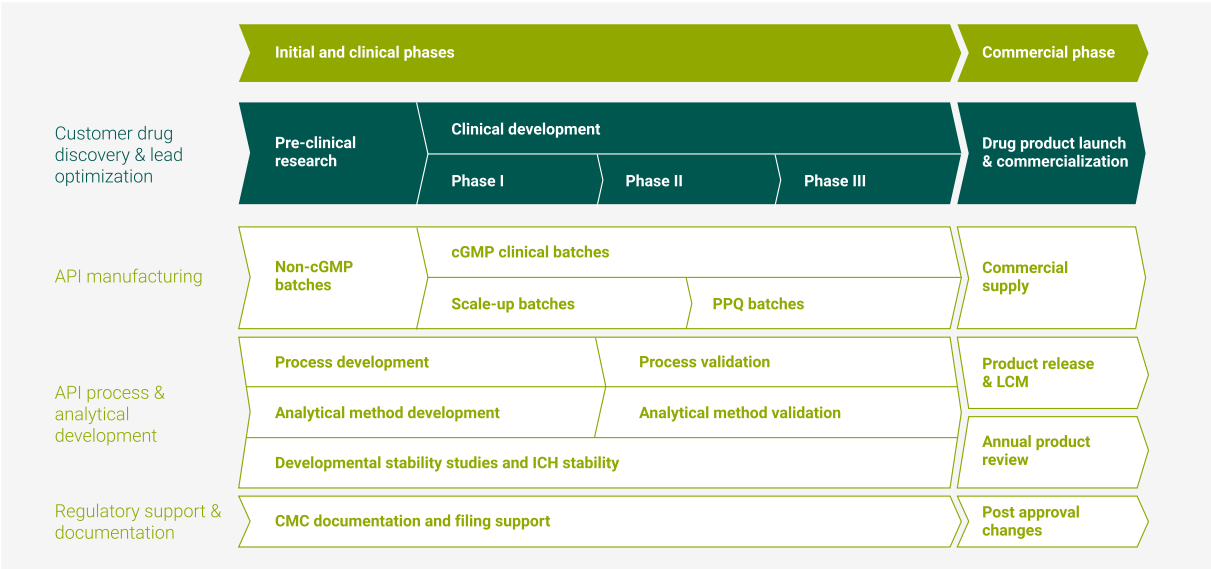 Initial and clinical phases
Commercial phase
Customer drug
discovery & lead
optimization
Pre-clinical
research
Clinical development
Phase I
Phase II
Phase III
Drug product launch
& commercialization
API manufacturing
Non-cGMP
batches
cGMP clinical batches
Scale-up batches
PPQ batches
Commercial
supply
API process &
analytical
development
Process development
Process validation
Analytical method development
Analytical method validation
Developmental stability studies and ICH stability
Product release
& LCM
Annual product
review
Regulatory support &
documentation
CMC documentation and filing support
Post approval
changes